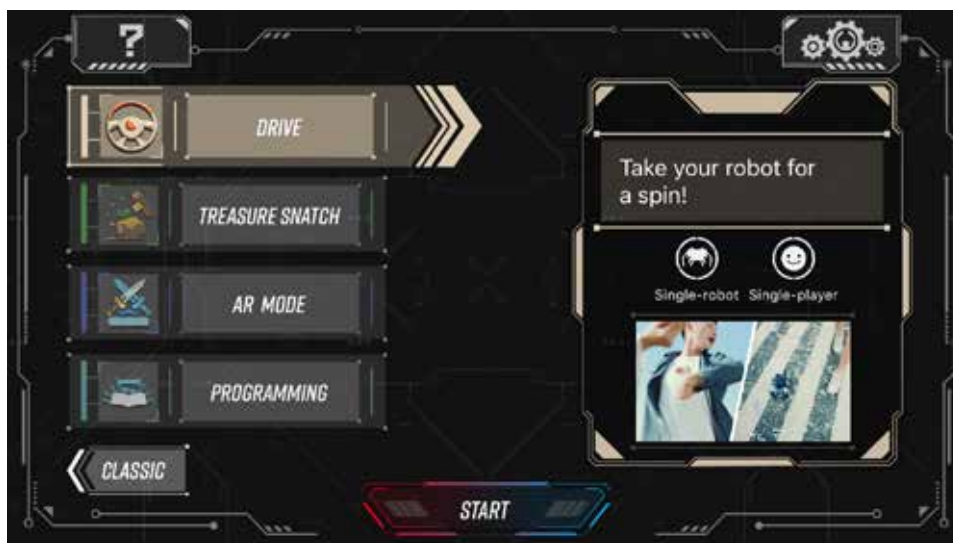 ?
DRIVE
TREASURE SNATCH
AR MODE
PROGRAMMING
CLASSIC
Take your robot for
a spin!
Single-robot Single-player
START